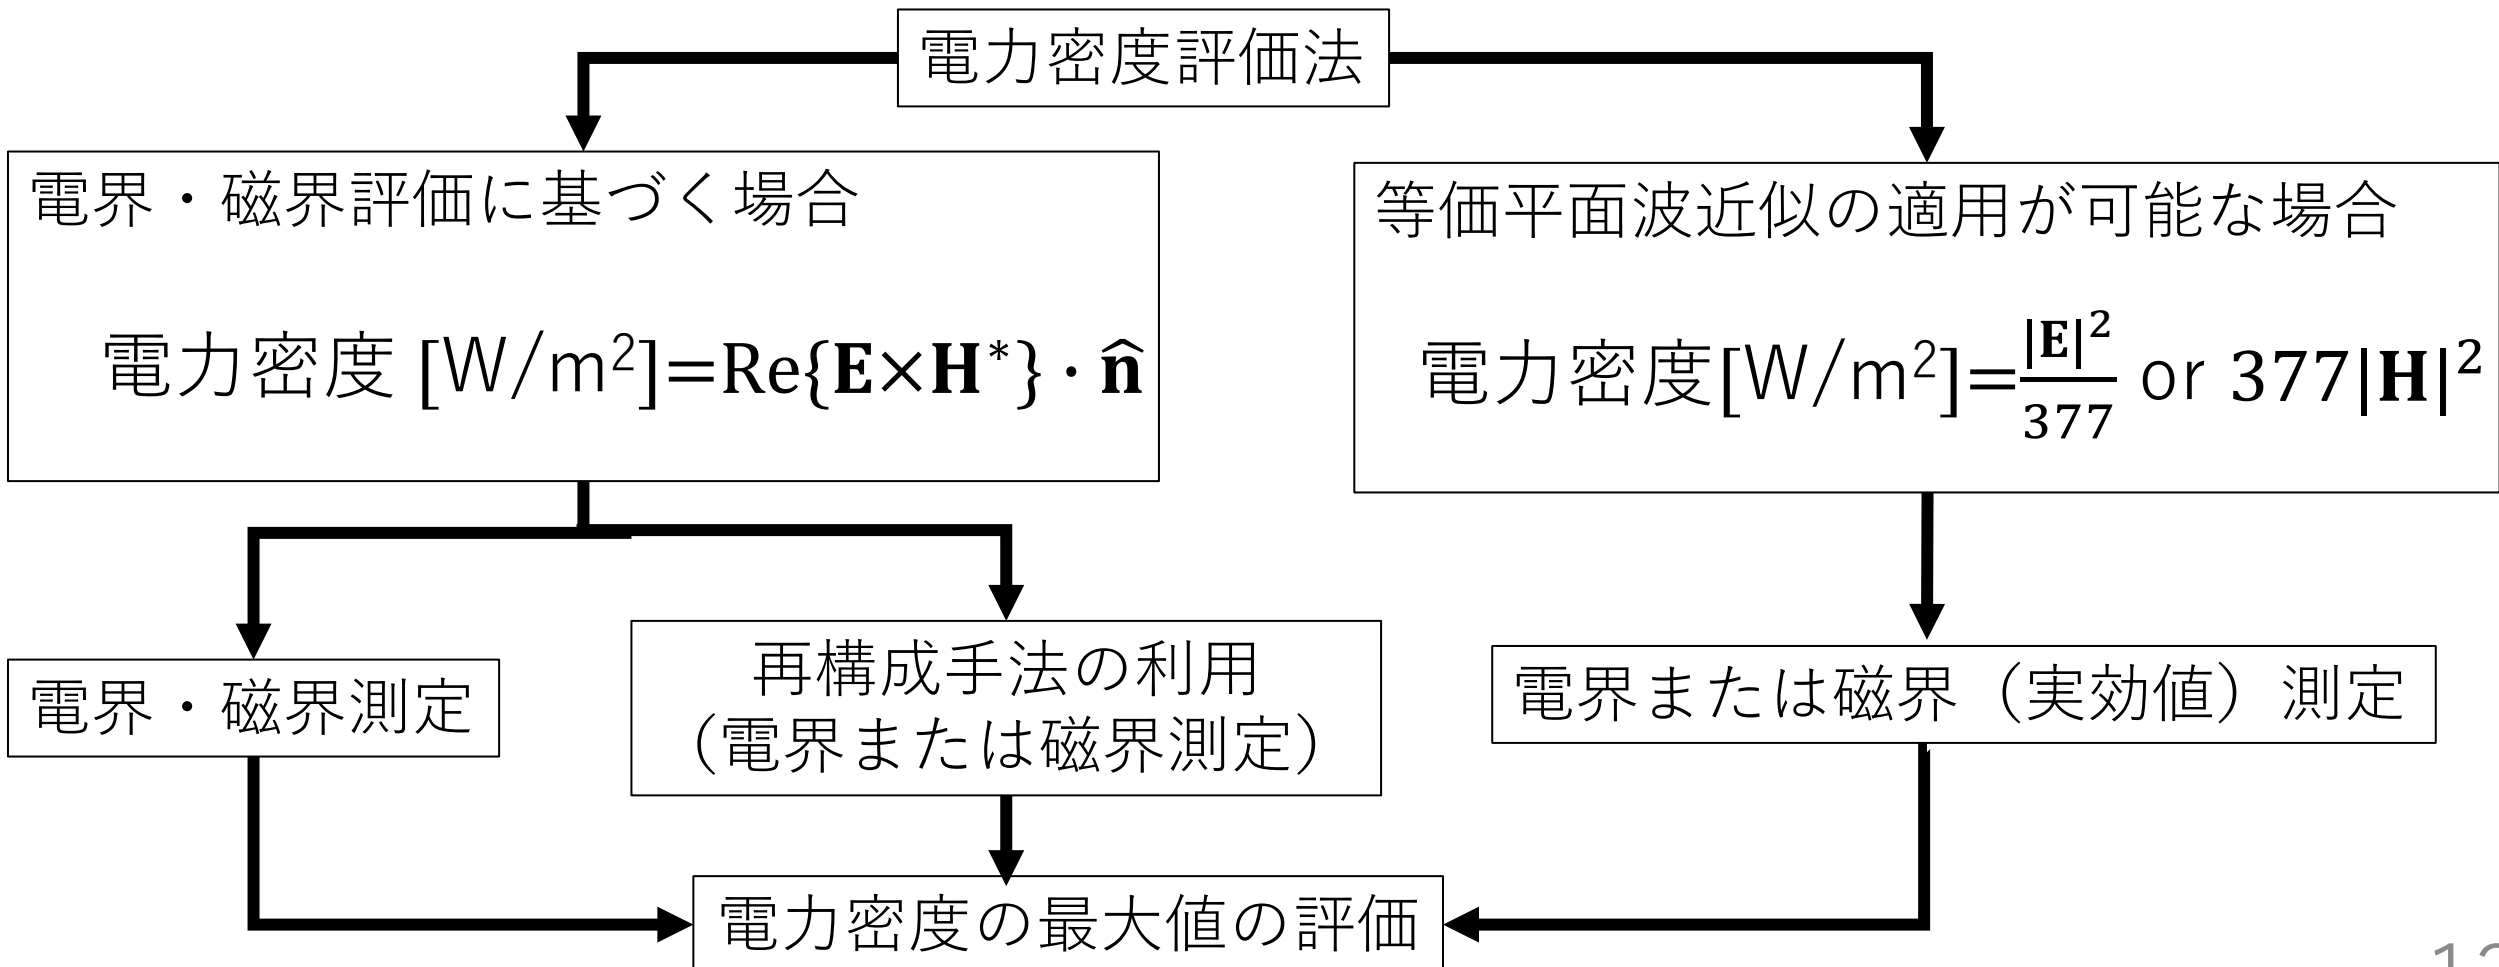 電力密度評価法
電界・磁界評価に基づく場合
電力密度[W/m²]=Re{E×H*}・n̂
等価平面波近似の適用が可能な場合
電力密度[W/m²]=|E|²/377 or 377|H|²
電界・磁界測定
再構成手法の利用
(電界または磁界測定)
電界または磁界(実測)
電力密度の最大値の評価